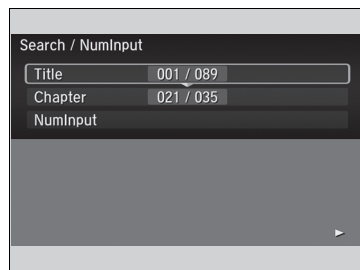 Search / NumInput
Title 001 / 089
Chapter 021 / 035
NumInput